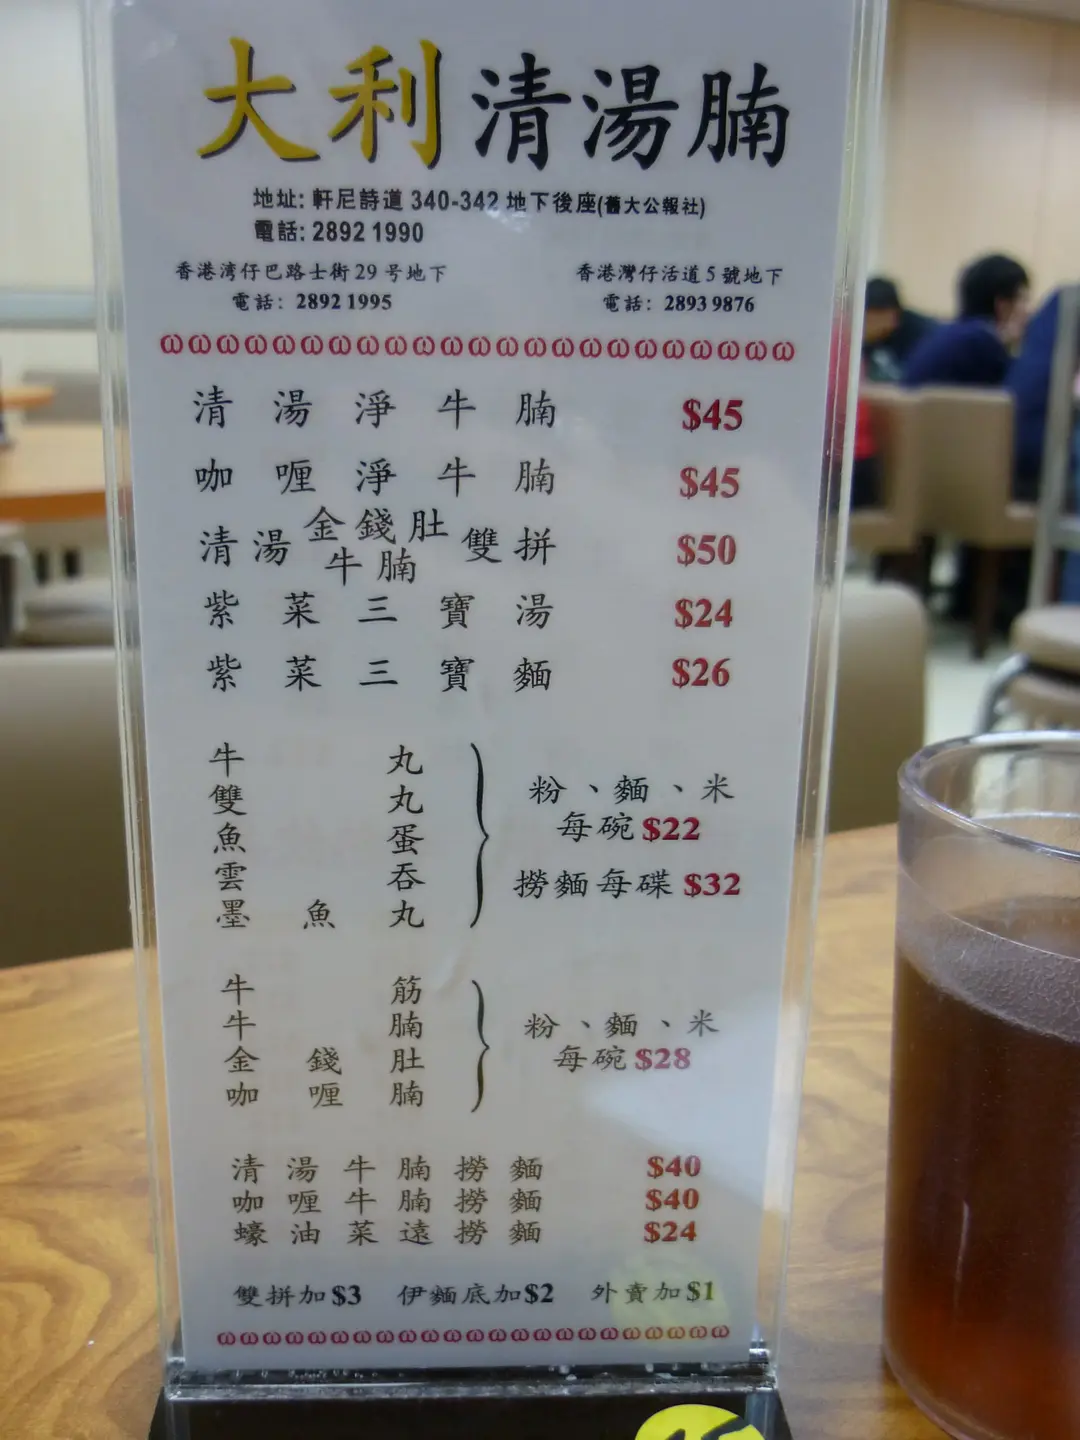 大利清湯腩
地址: 軒尼詩道 340-342 地下後座(舊大公報社)
電話: 2892 1990
香港湾仔巴路士街 29 号地下
電話: 2892 1995
香港灣仔活道 5 號地下
電話: 2893 9876
清湯淨牛腩 $45
咖喱淨牛腩 $45
清湯金錢肚牛腩雙拼 $50
紫菜三寶湯 $24
紫菜三寶麵 $26
牛丸
雙丸
魚蛋
雲吞
墨魚丸
粉、麵、米
每碗 $22
撈麵每碟 $32
牛筋
牛腩
金錢肚
咖喱腩
粉、麵、米
每碗 $28
清湯牛腩撈麵 $40
咖喱牛腩撈麵 $40
蠔油菜遠撈麵 $24
雙拼加 $3 伊麵底加 $2 外賣加 $1
15